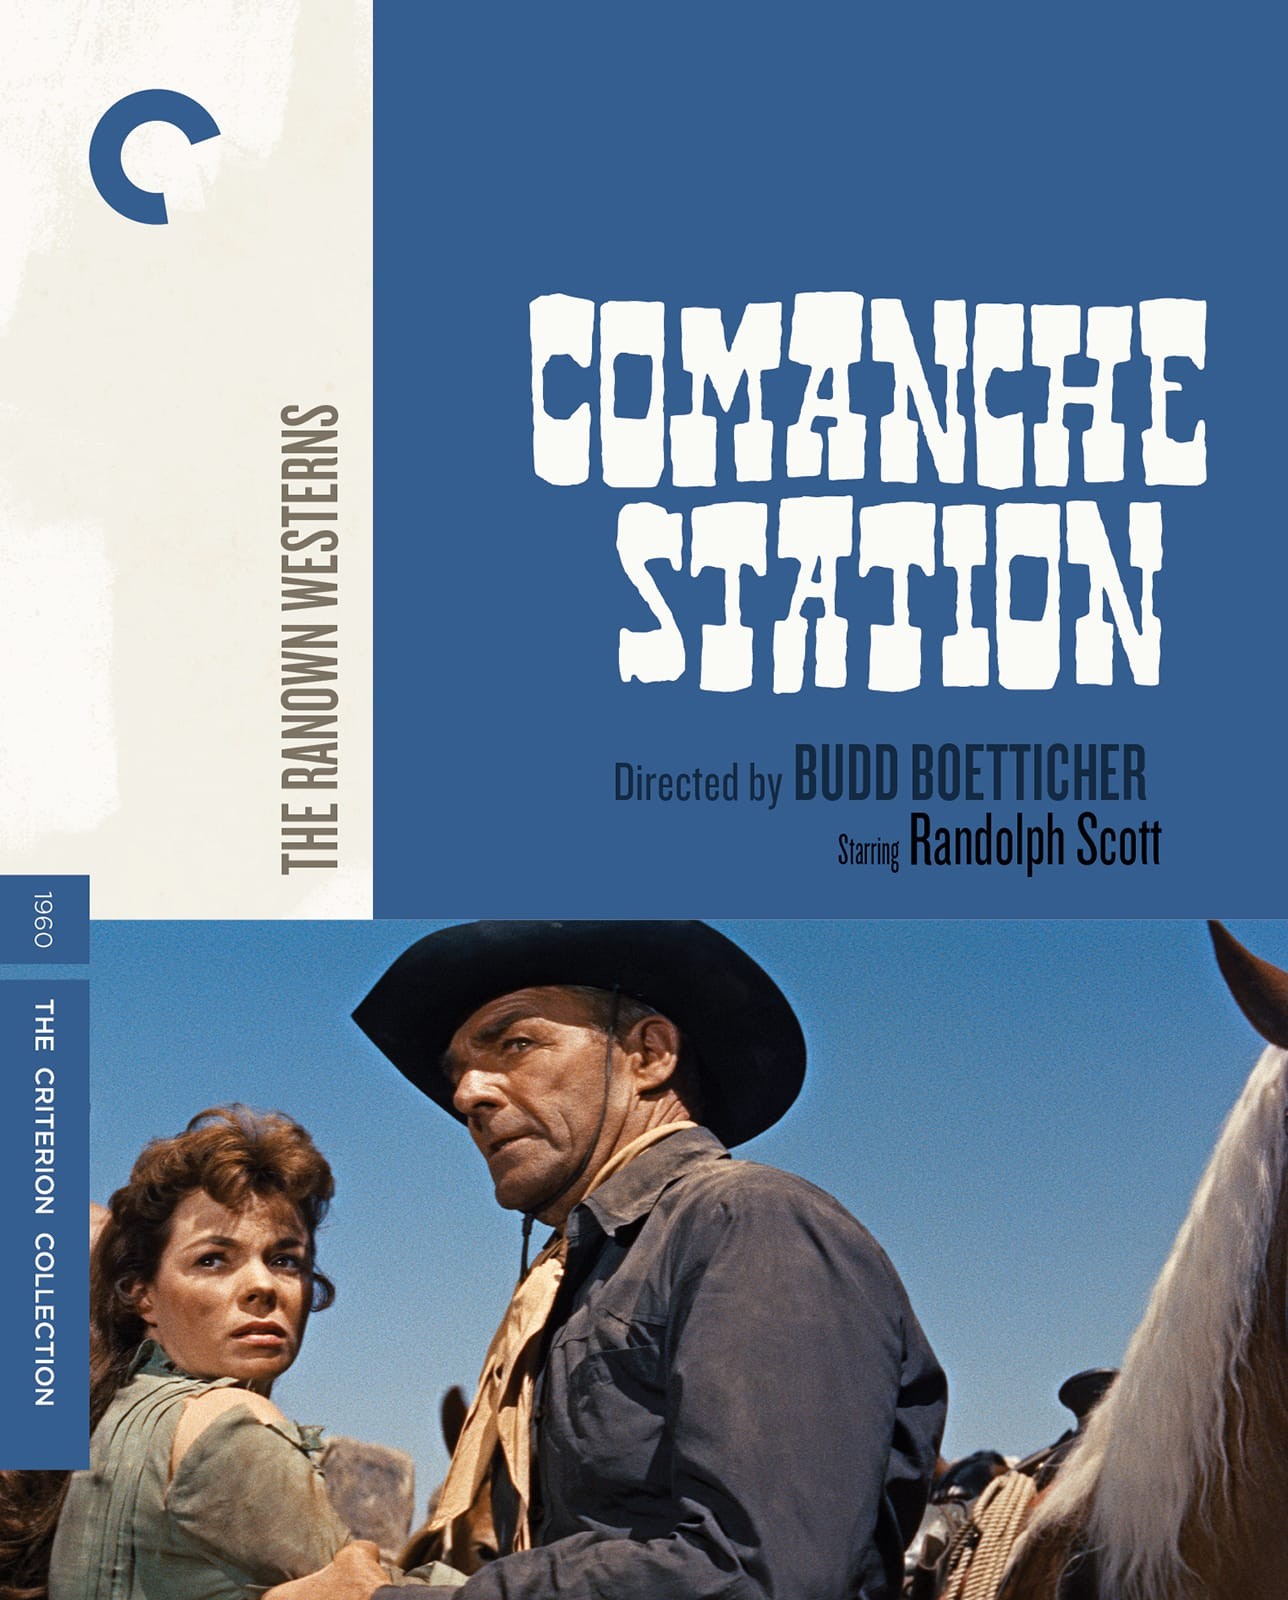 THE RANOWN WESTERNS
COMANCHE
STATION
Directed by BUDD BOETTICHER
Starring Randolph Scott
1960
THE CRITERION COLLECTION